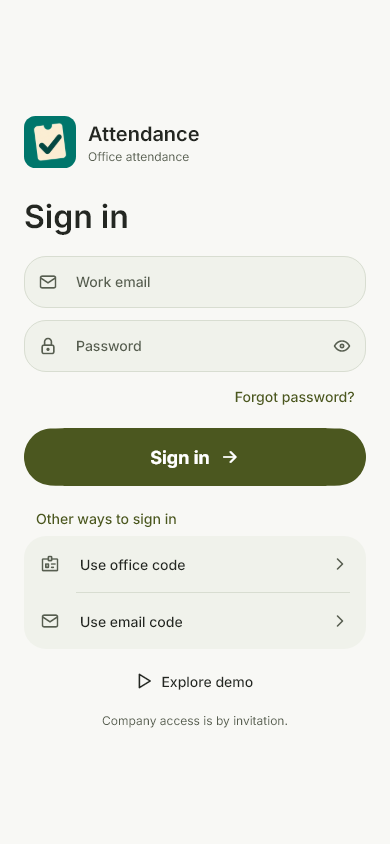 Attendance
Office attendance
Sign in
Work email
Password
Forgot password?
Sign in
Other ways to sign in
Use office code
Use email code
Explore demo
Company access is by invitation.